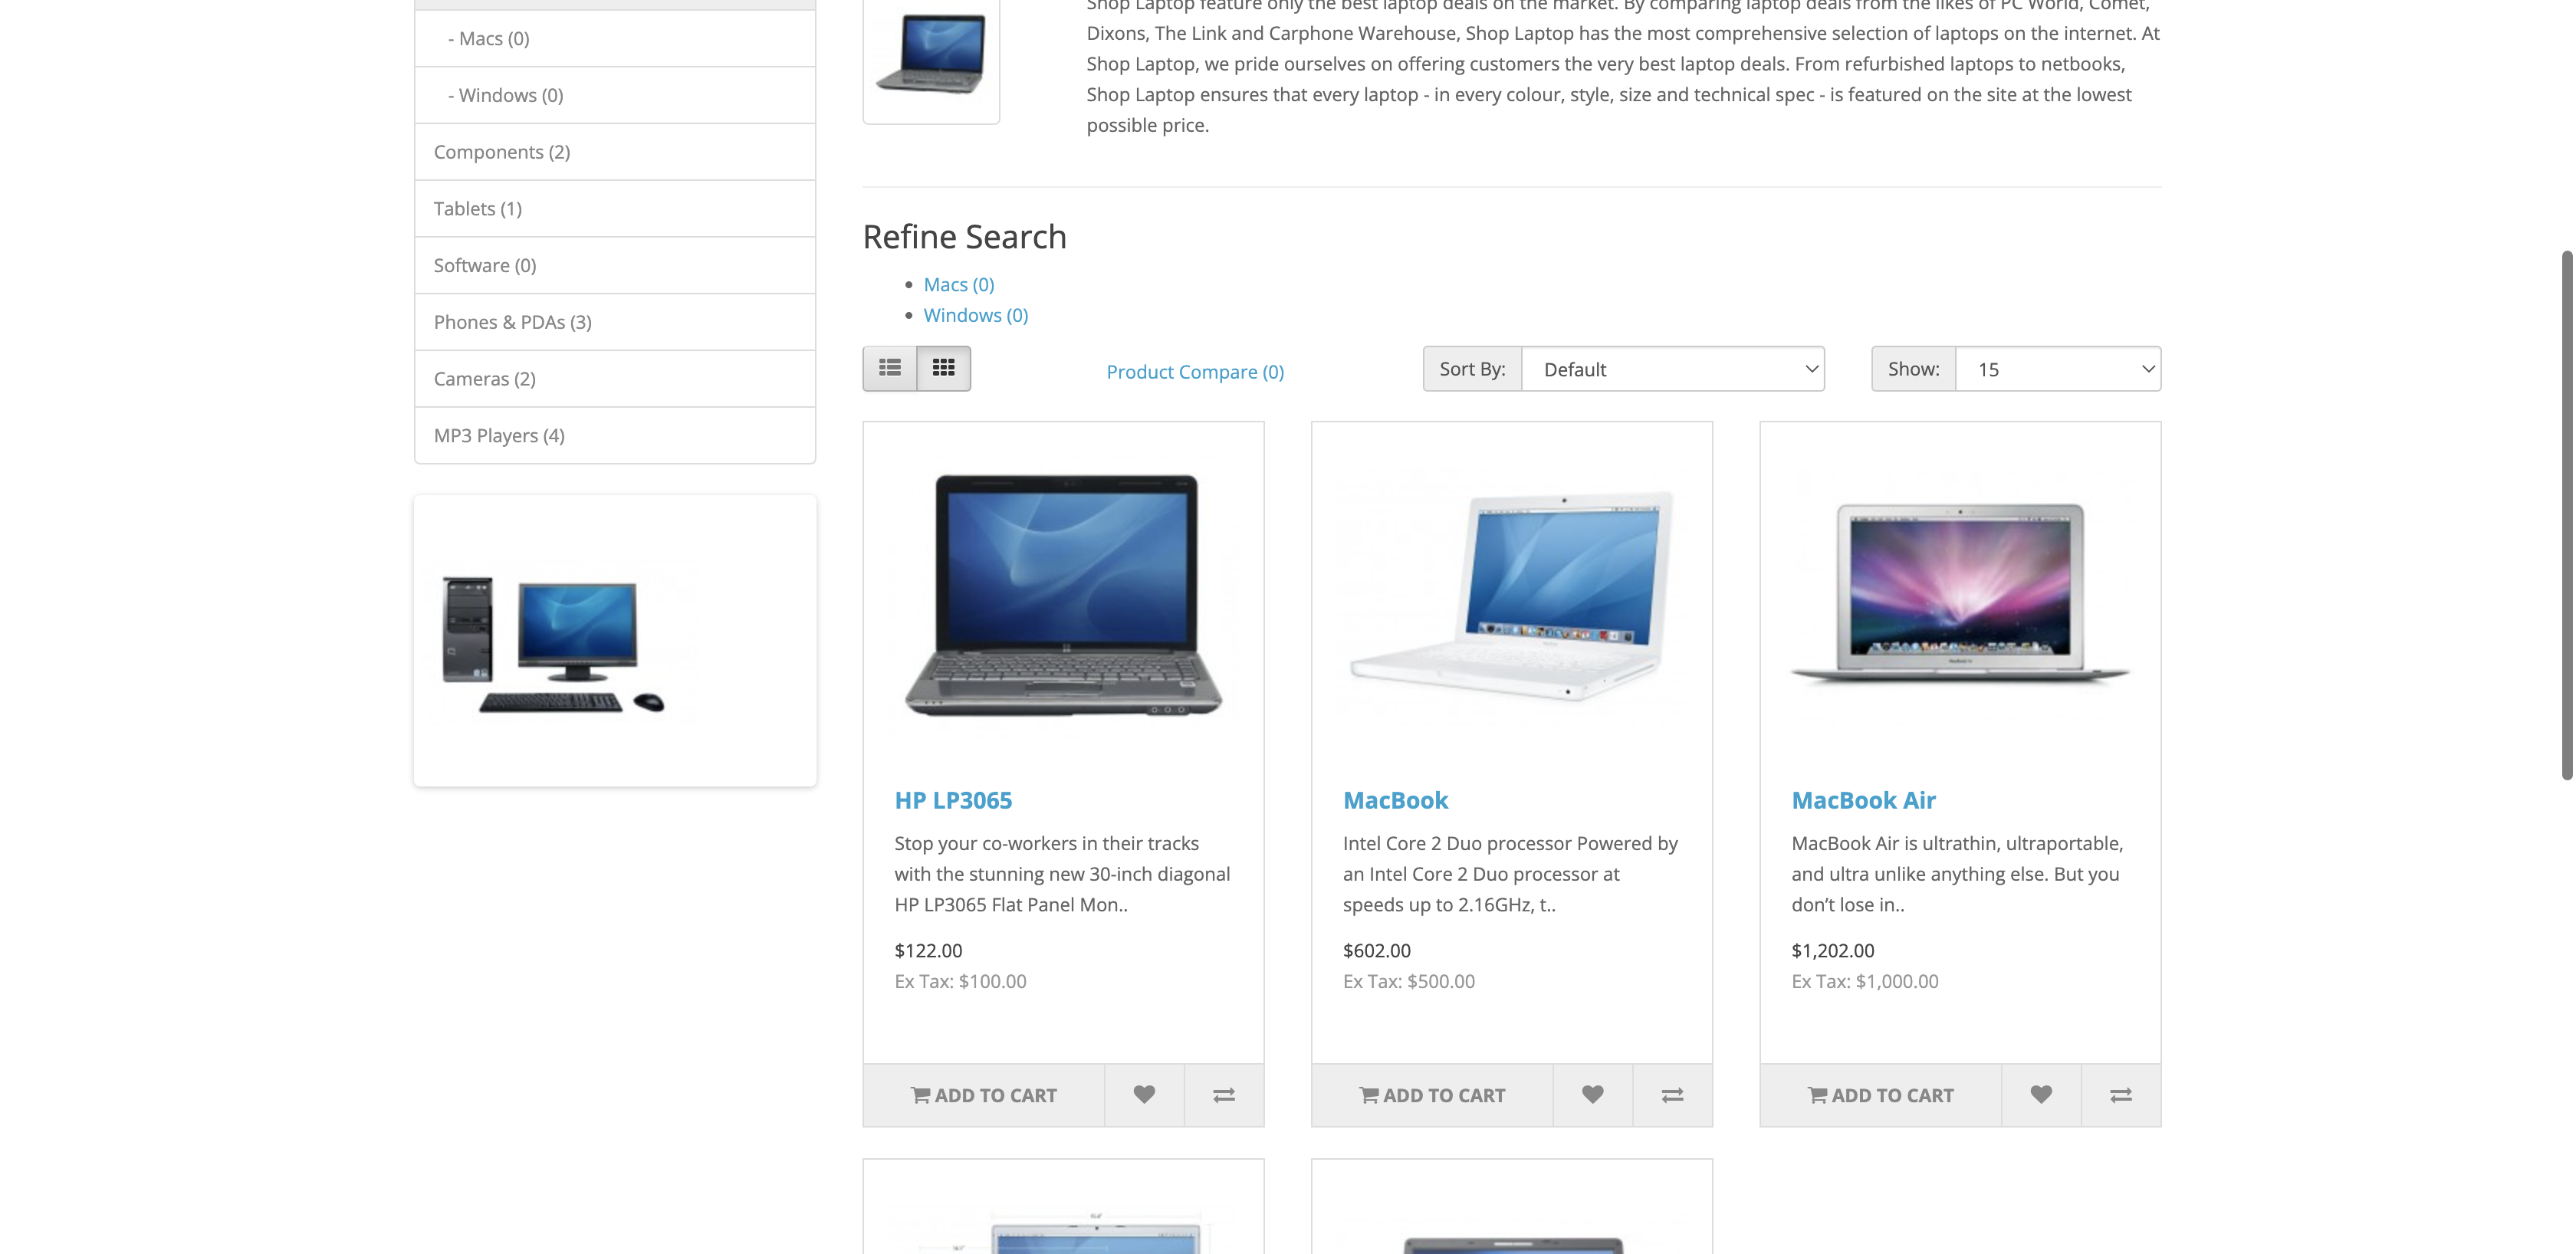 - Macs (0)
- Windows (0)
Components (2)
Tablets (1)
Software (0)
Phones & PDAs (3)
Cameras (2)
MP3 Players (4)
Shop Laptop feature only the best laptop deals on the market. By comparing laptop deals from the likes of PC World, Comet,
Dixons, The Link and Carphone Warehouse, Shop Laptop has the most comprehensive selection of laptops on the internet. At
Shop Laptop, we pride ourselves on offering customers the very best laptop deals. From refurbished laptops to netbooks,
Shop Laptop ensures that every laptop - in every colour, style, size and technical spec - is featured on the site at the lowest
possible price.
Refine Search
Macs (0)
Windows (0)
Product Compare (0)
Sort By: Default
Show: 15
HP LP3065
Stop your co-workers in their tracks
with the stunning new 30-inch diagonal
HP LP3065 Flat Panel Mon..
$122.00
Ex Tax: $100.00
ADD TO CART
MacBook
Intel Core 2 Duo processor Powered by
an Intel Core 2 Duo processor at
speeds up to 2.16GHz, t..
$602.00
Ex Tax: $500.00
ADD TO CART
MacBook Air
MacBook Air is ultrathin, ultraportable,
and ultra unlike anything else. But you
don’t lose in..
$1,202.00
Ex Tax: $1,000.00
ADD TO CART